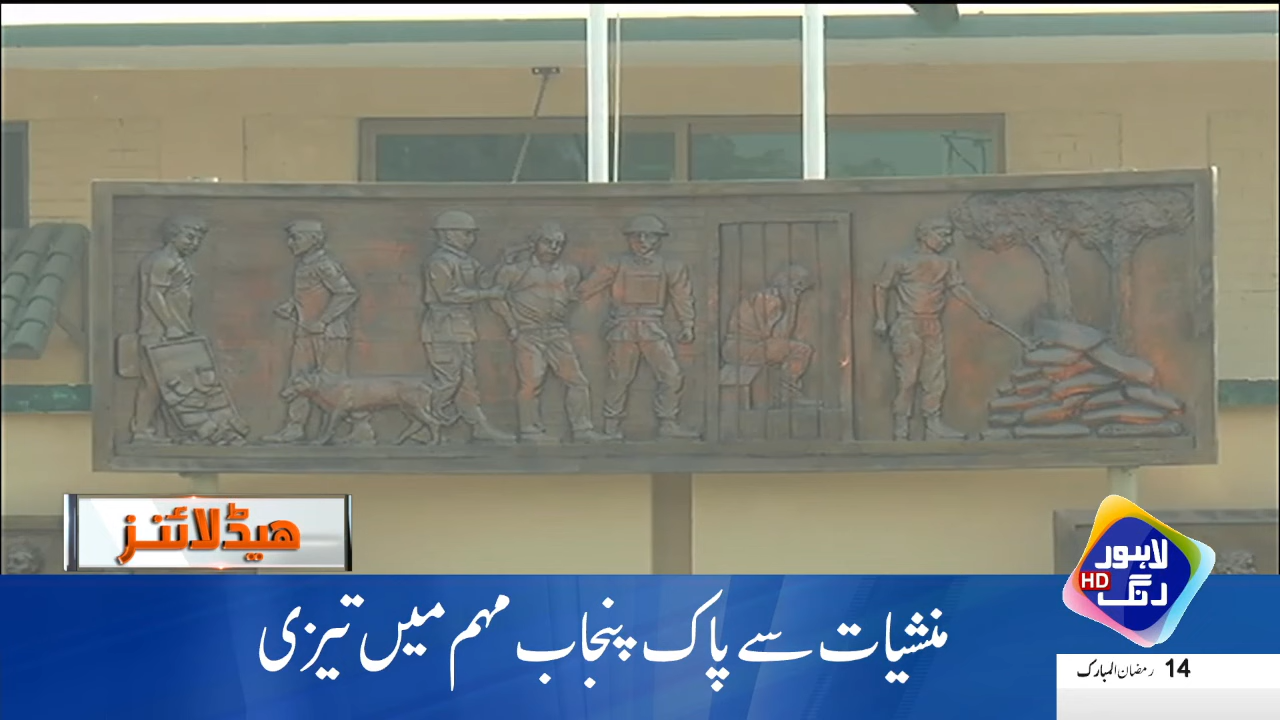 ہیڈلائنز
لاہور
رنگ HD
منشیات سے پاک پنجاب مہم میں تیزی
14 رمضان المبارک